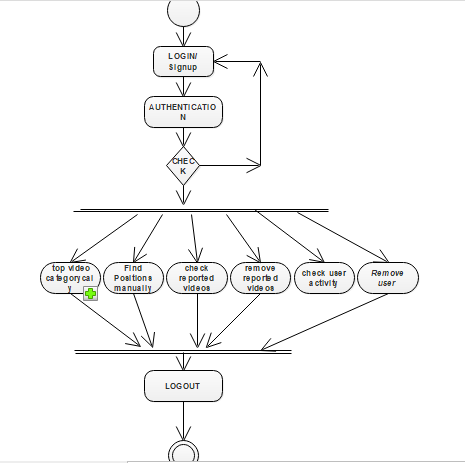 LOGIN/
Signup
AUTHENTICATIO
N
CHEC
K
top video
categorycal
y
Find
Positions
manually
check
reported
videos
remove
reported
videos
check user
activity
Remove
user
LOGOUT